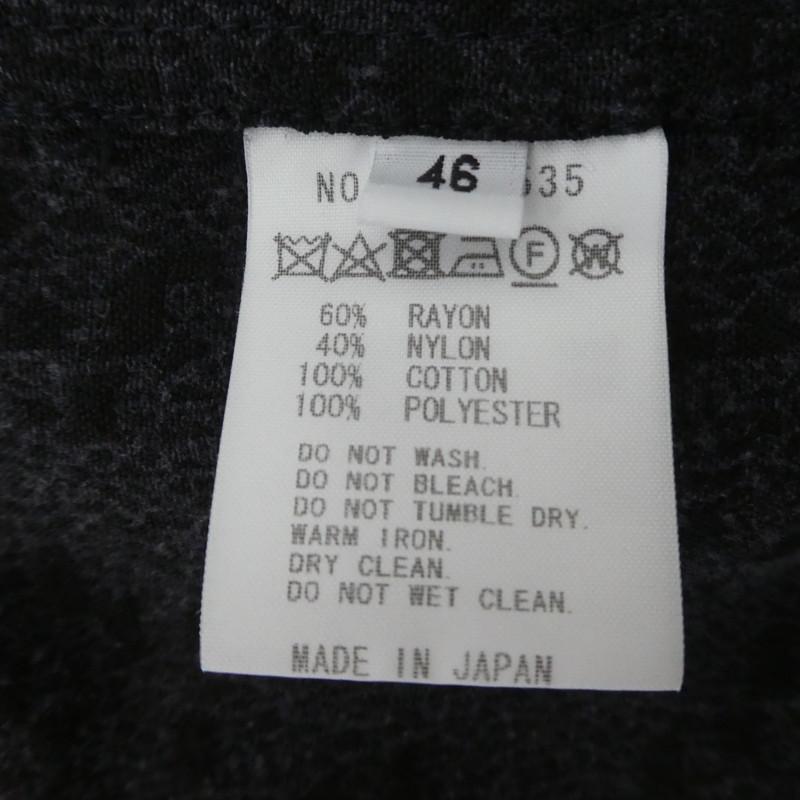 NO 46 635
F W
60% RAYON
40% NYLON
100% COTTON
100% POLYESTER
DO NOT WASH.
DO NOT BLEACH.
DO NOT TUMBLE DRY.
WARM IRON.
DRY CLEAN.
DO NOT WET CLEAN.
MADE IN JAPAN